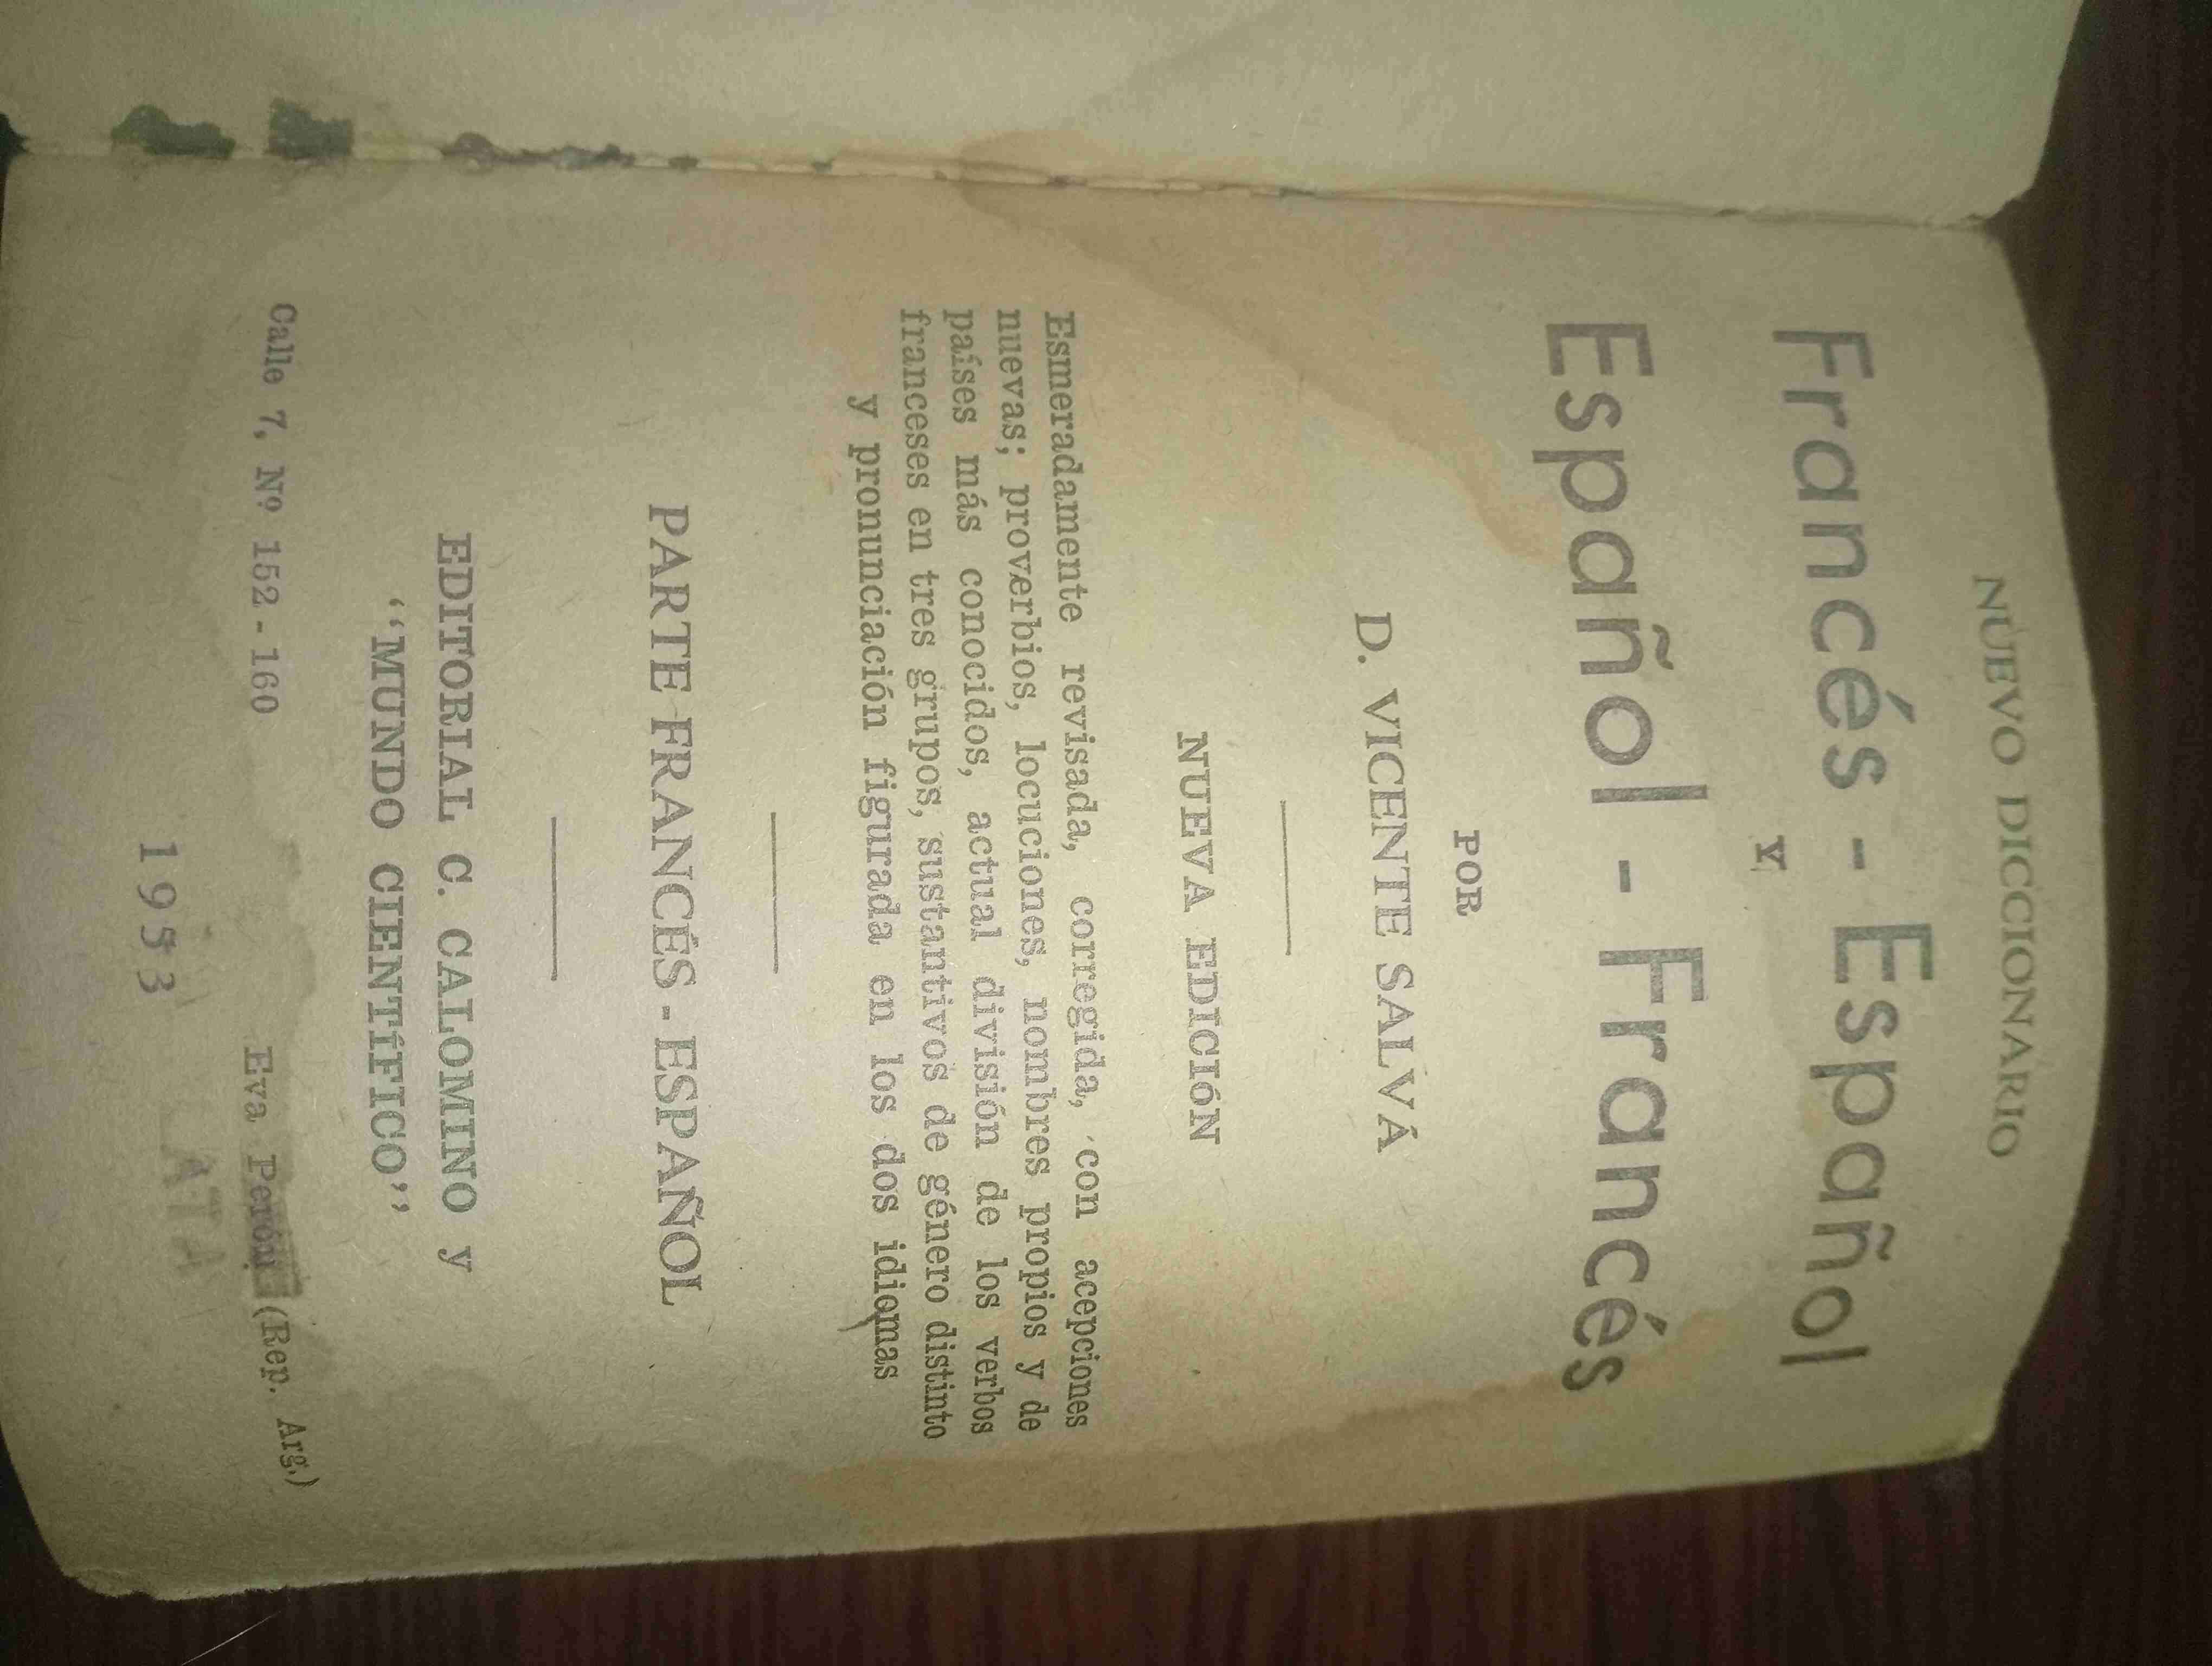 NUEVO DICCIONARIO
Francés - Español
Y
Español - Francés
POR
D. VICENTE SALVÁ
NUEVA EDICIÓN
Esmeradamente revisada, corregida, con acepciones
nuevas; proverbios, locuciones, nombres propios y de
países más conocidos, actual división de los verbos
franceses en tres grupos, sustantivos de género distinto
y pronunciación figurada en los dos idiomas
PARTE FRANCÉS - ESPAÑOL
EDITORIAL C. CALOMINO y
“MUNDO CIENTÍFICO”
Calle 7, Nº 152 - 160 Eva Perón (Rep. Arg.)
1953